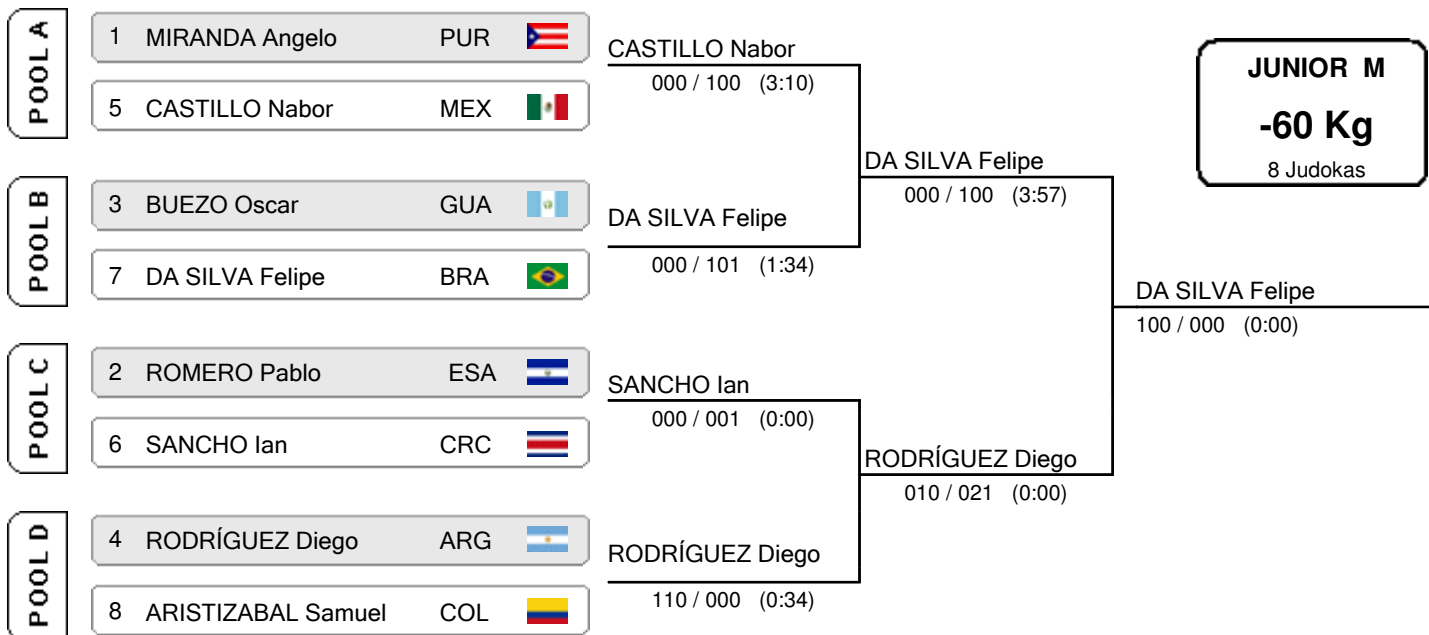 POOL A
1 MIRANDA Angelo PUR
5 CASTILLO Nabor MEX
POOL B
3 BUEZO Oscar GUA
7 DA SILVA Felipe BRA
POOL C
2 ROMERO Pablo ESA
6 SANCHO Ian CRC
POOL D
4 RODRÍGUEZ Diego ARG
8 ARISTIZABAL Samuel COL
CASTILLO Nabor
000 / 100 (3:10)
DA SILVA Felipe
000 / 101 (1:34)
SANCHO Ian
000 / 001 (0:00)
RODRÍGUEZ Diego
110 / 000 (0:34)
DA SILVA Felipe
000 / 100 (3:57)
RODRÍGUEZ Diego
010 / 021 (0:00)
DA SILVA Felipe
100 / 000 (0:00)
JUNIOR M
-60 Kg
8 Judokas